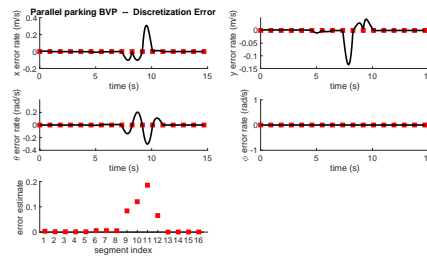 Parallel parking BVP -- Discretization Error
x error rate (m/s)
0.4
0.2
0
-0.2
0 5 10 15
time (s)
y error rate (m/s)
0.05
0
-0.05
-0.1
-0.15
0 5 10 15
time (s)
θ error rate (rad/s)
0.4
0.2
0
-0.2
-0.4
0 5 10 15
time (s)
ϕ error rate (rad/s)
1
0
-1
0 5 10 15
time (s)
error estimate
0.2
0.1
0
1 2 3 4 5 6 7 8 9 10 11 12 13 14 15 16
segment index